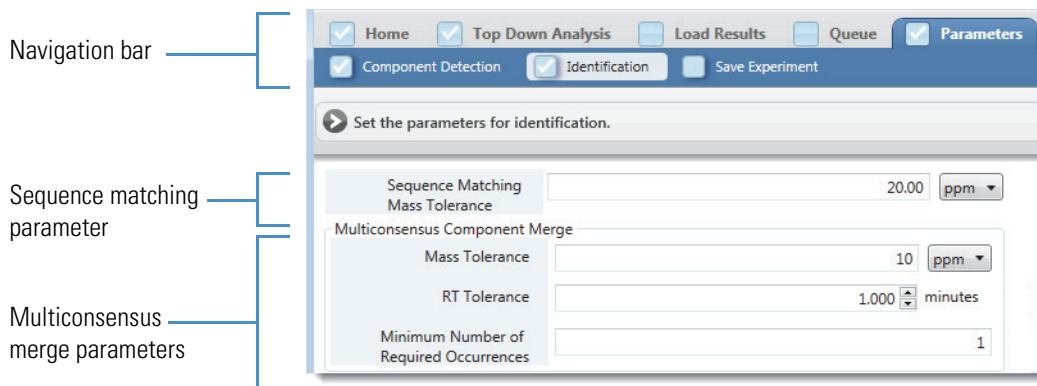 Navigation bar
Home Top Down Analysis Load Results Queue Parameters
Component Detection Identification Save Experiment
Set the parameters for identification.
Sequence matching
parameter
Sequence Matching
Mass Tolerance
20.00 ppm
Multiconsensus
merge parameters
Multiconsensus Component Merge
Mass Tolerance 10 ppm
RT Tolerance 1.000 minutes
Minimum Number of
Required Occurrences
1